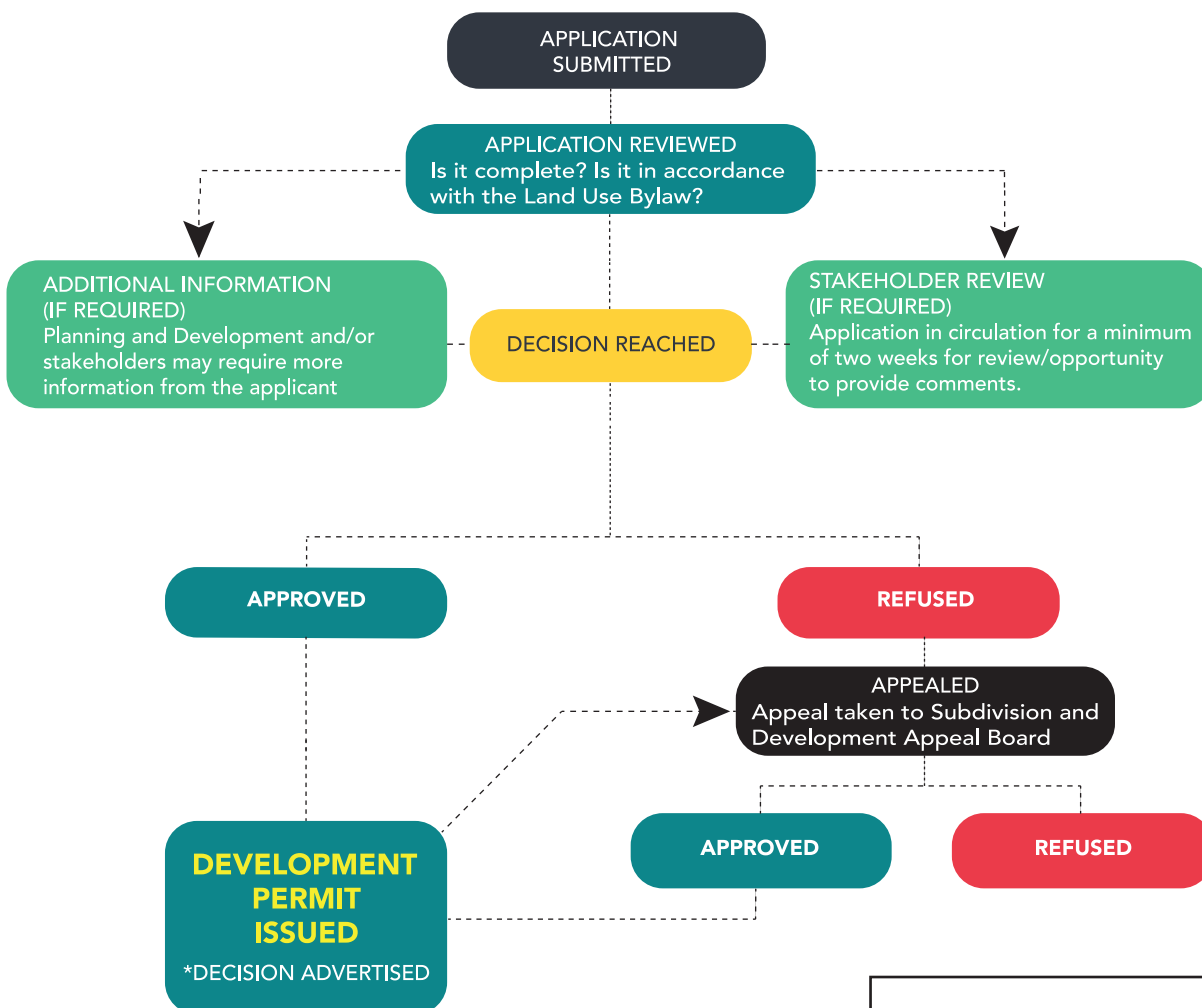 APPLICATION
SUBMITTED
APPLICATION REVIEWED
Is it complete? Is it in accordance
with the Land Use Bylaw?
ADDITIONAL INFORMATION
(IF REQUIRED)
Planning and Development and/or
stakeholders may require more
information from the applicant
DECISION REACHED
STAKEHOLDER REVIEW
(IF REQUIRED)
Application in circulation for a minimum
of two weeks for review/opportunity
to provide comments.
APPROVED
REFUSED
APPEALED
Appeal taken to Subdivision and
Development Appeal Board
APPROVED
REFUSED
DEVELOPMENT
PERMIT
ISSUED
*DECISION ADVERTISED